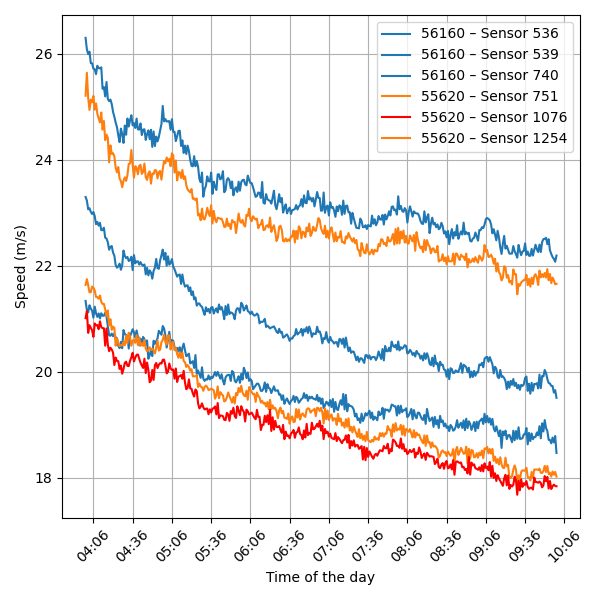 56160 – Sensor 536
56160 – Sensor 539
56160 – Sensor 740
55620 – Sensor 751
55620 – Sensor 1076
55620 – Sensor 1254
26
24
22
20
18
Speed (m/s)
04:06 04:36 05:06 05:36 06:06 06:36 07:06 07:36 08:06 08:36 09:06 09:36 10:06
Time of the day